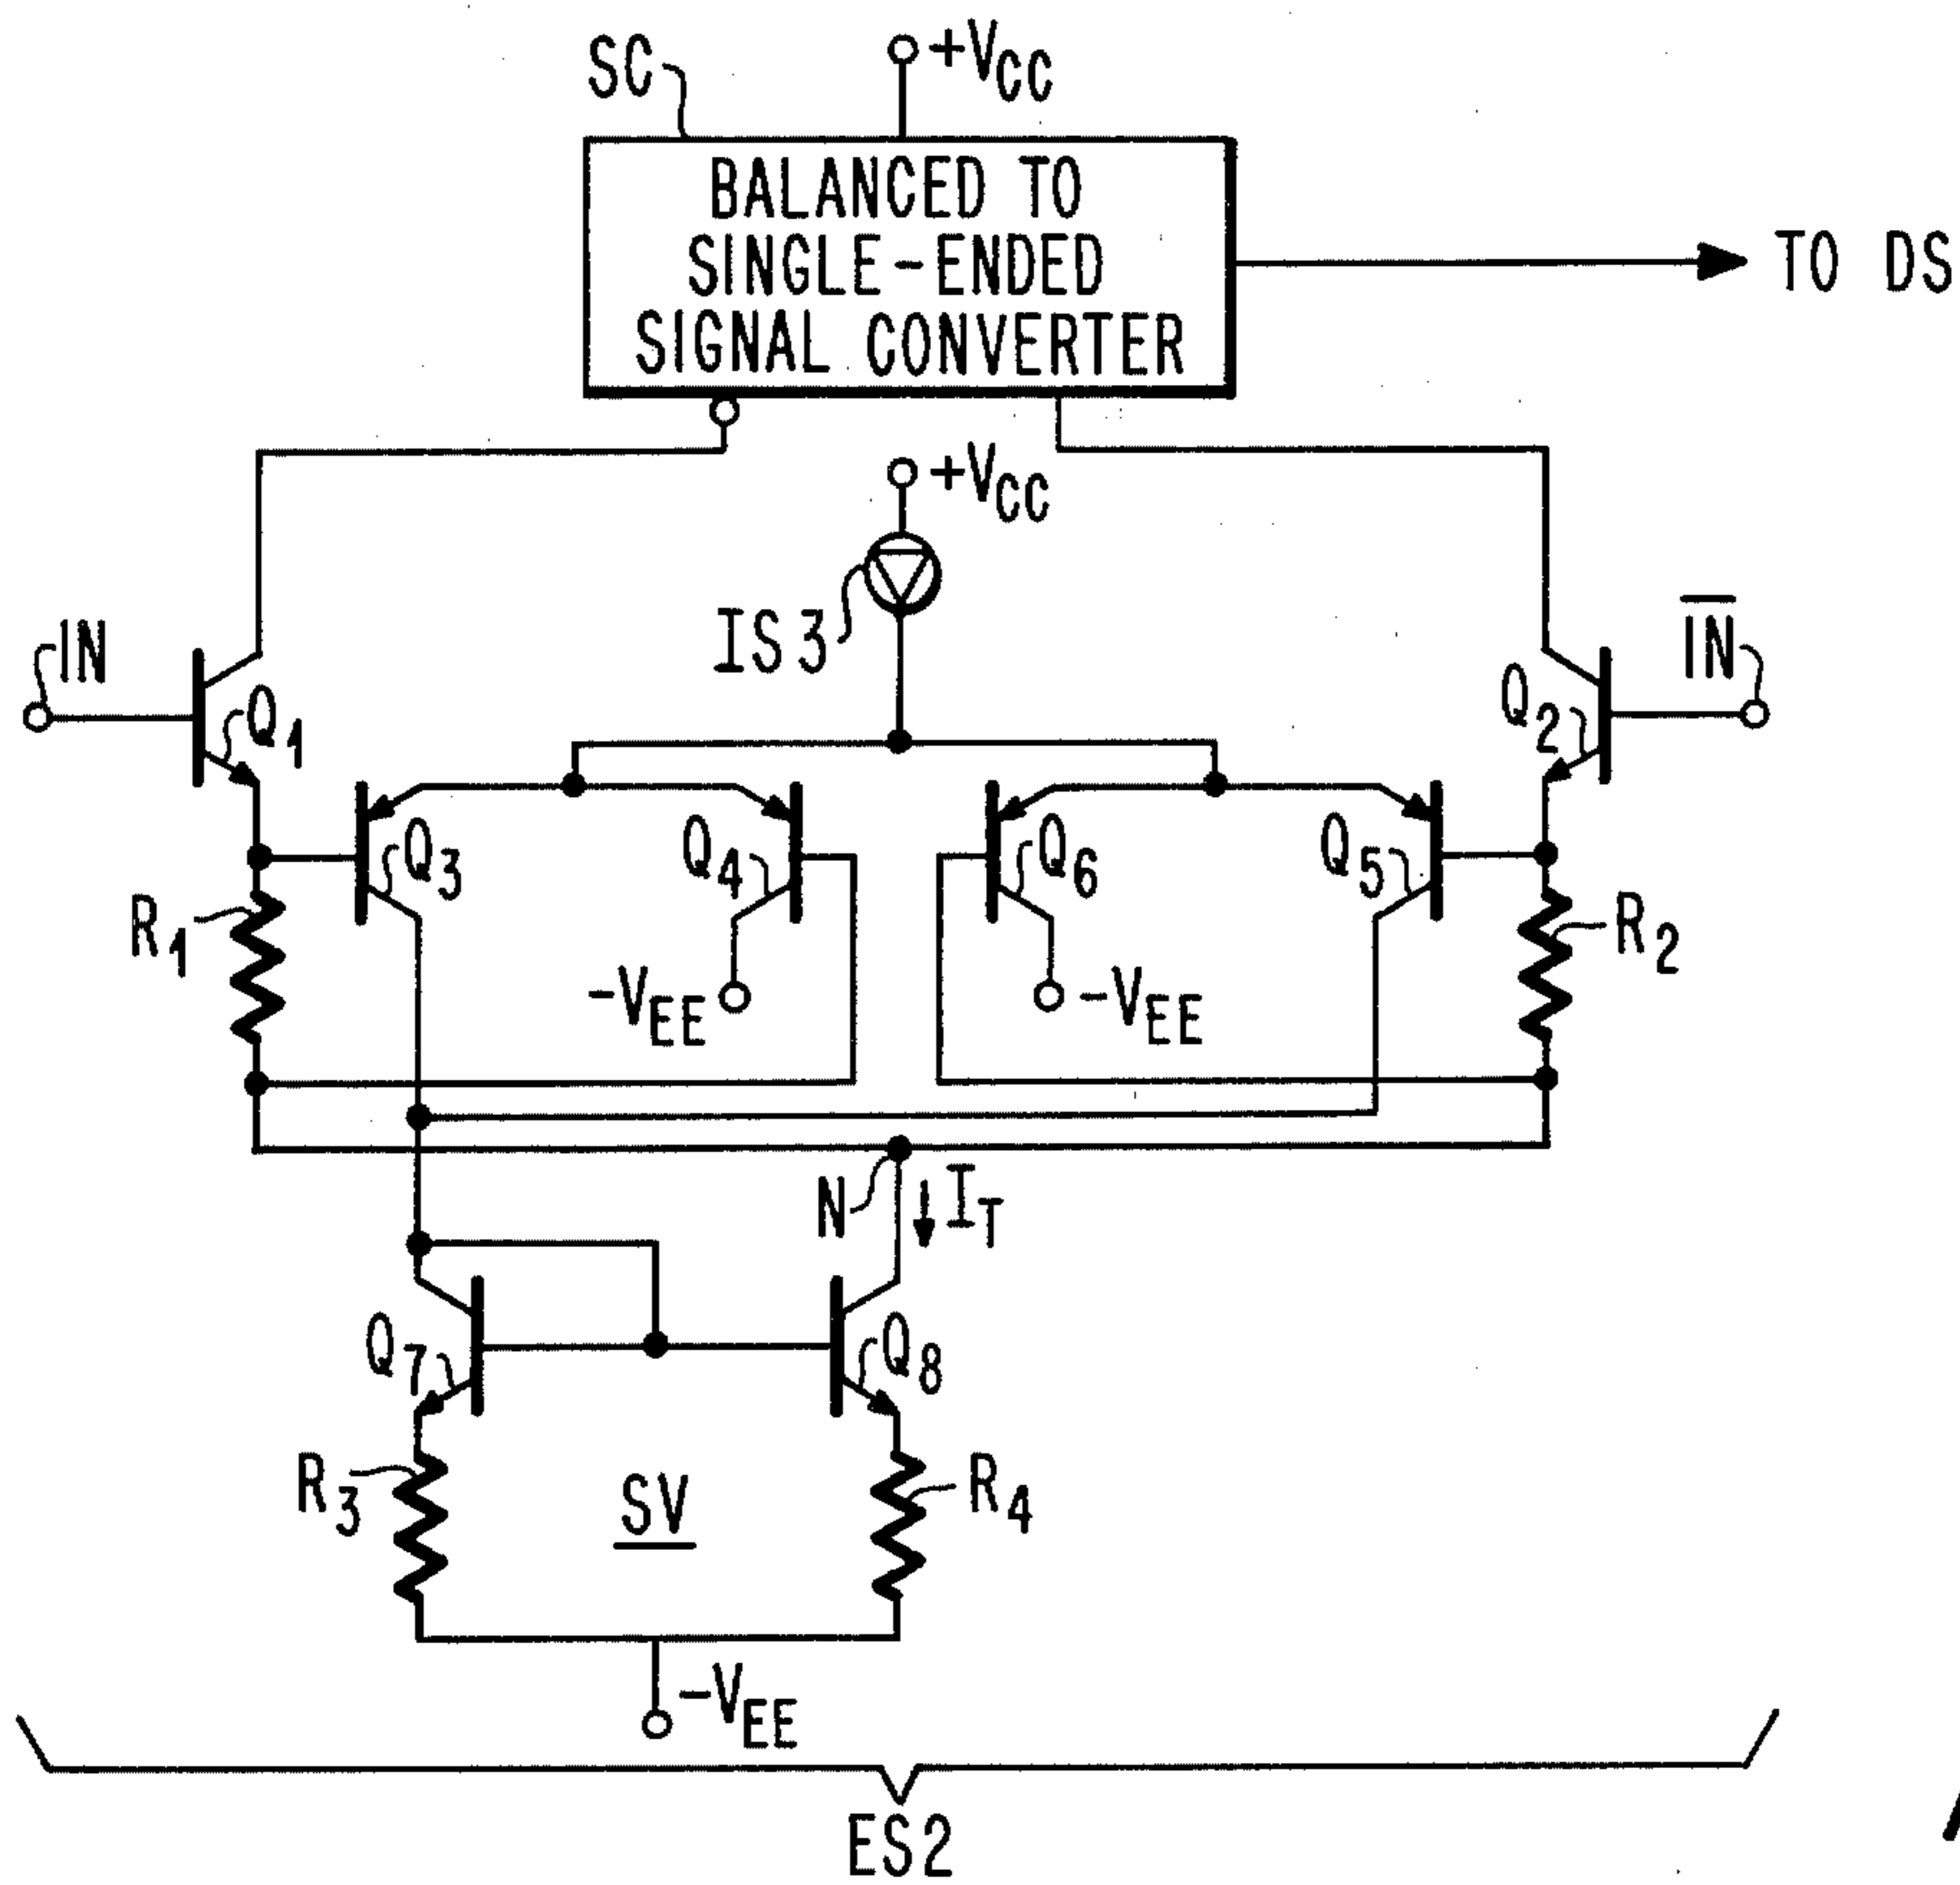 SC
+VCC
BALANCED TO
SINGLE-ENDED
SIGNAL CONVERTER
TO DS
+VCC
IS3
IN
Q1
I̅N̅
Q2
Q3
Q4
Q6
Q5
R1
R2
-VEE
-VEE
N
IT
Q7
Q8
R3
SV
R4
-VEE
ES2